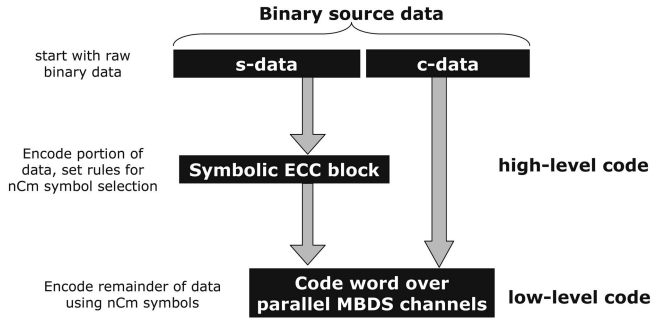 Binary source data
start with raw
binary data
s-data
c-data
Encode portion of
data, set rules for
nCm symbol selection
Symbolic ECC block
high-level code
Encode remainder of data
using nCm symbols
Code word over
parallel MBDS channels
low-level code